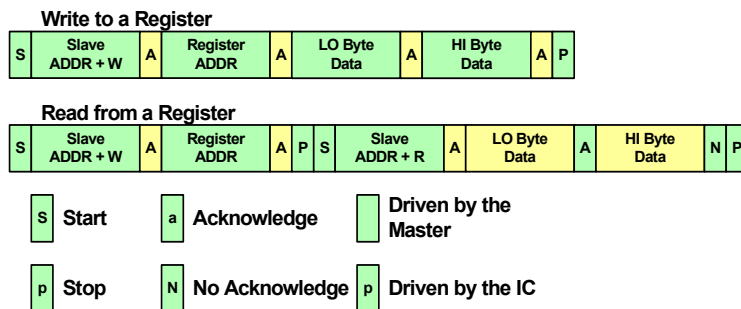 Write to a Register
S Slave ADDR + W A Register ADDR A LO Byte Data A HI Byte Data A P
Read from a Register
S Slave ADDR + W A Register ADDR A P S Slave ADDR + R A LO Byte Data A HI Byte Data N P
S Start a Acknowledge Driven by the Master
p Stop N No Acknowledge p Driven by the IC